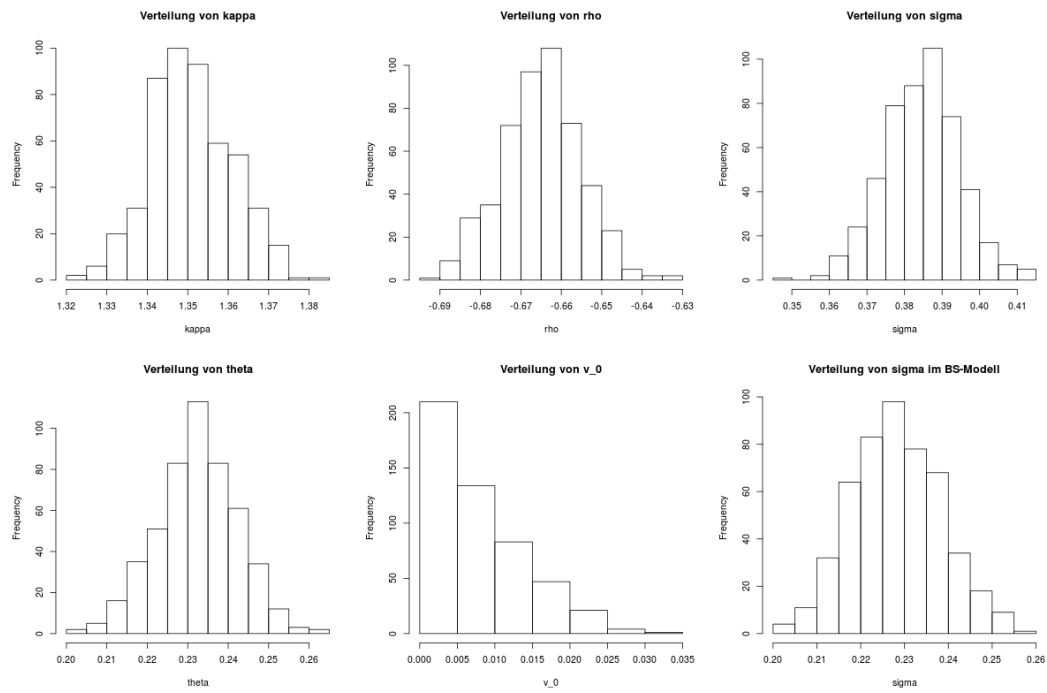 Verteilung von kappa
Frequency
0 20 40 60 80 100
1.32 1.33 1.34 1.35 1.36 1.37 1.38
kappa
Verteilung von rho
Frequency
0 20 40 60 80 100
-0.69 -0.68 -0.67 -0.66 -0.65 -0.64 -0.63
rho
Verteilung von sigma
Frequency
0 20 40 60 80 100
0.35 0.36 0.37 0.38 0.39 0.40 0.41
sigma
Verteilung von theta
Frequency
0 20 40 60 80 100
0.20 0.21 0.22 0.23 0.24 0.25 0.26
theta
Verteilung von v_0
Frequency
0 50 100 150 200
0.000 0.005 0.010 0.015 0.020 0.025 0.030 0.035
v_0
Verteilung von sigma im BS-Modell
Frequency
0 20 40 60 80 100
0.20 0.21 0.22 0.23 0.24 0.25 0.26
sigma